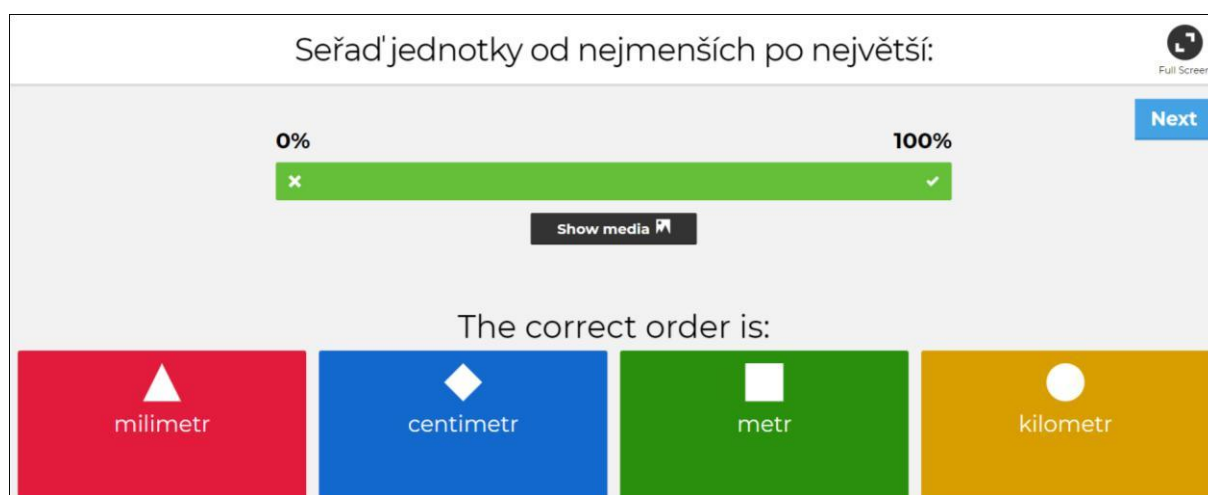 Seřaď jednotky od nejmenších po největší:
Full Screen
Next
0% 100%
Show media
The correct order is:
milimetr centimetr metr kilometr